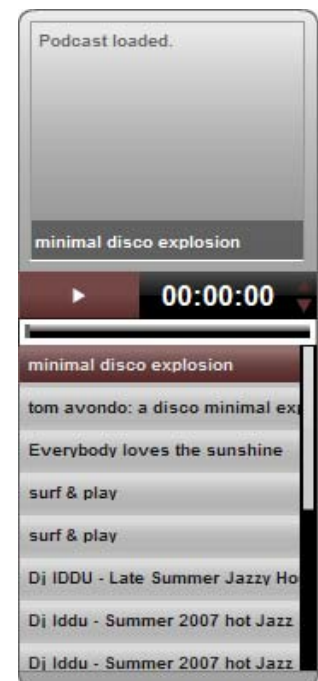 Podcast loaded.
minimal disco explosion
00:00:00
minimal disco explosion
tom avondo: a disco minimal exp
Everybody loves the sunshine
surf & play
surf & play
Dj IDDU - Late Summer Jazzy Ho
Dj Iddu - Summer 2007 hot Jazz
Dj Iddu - Summer 2007 hot Jazz